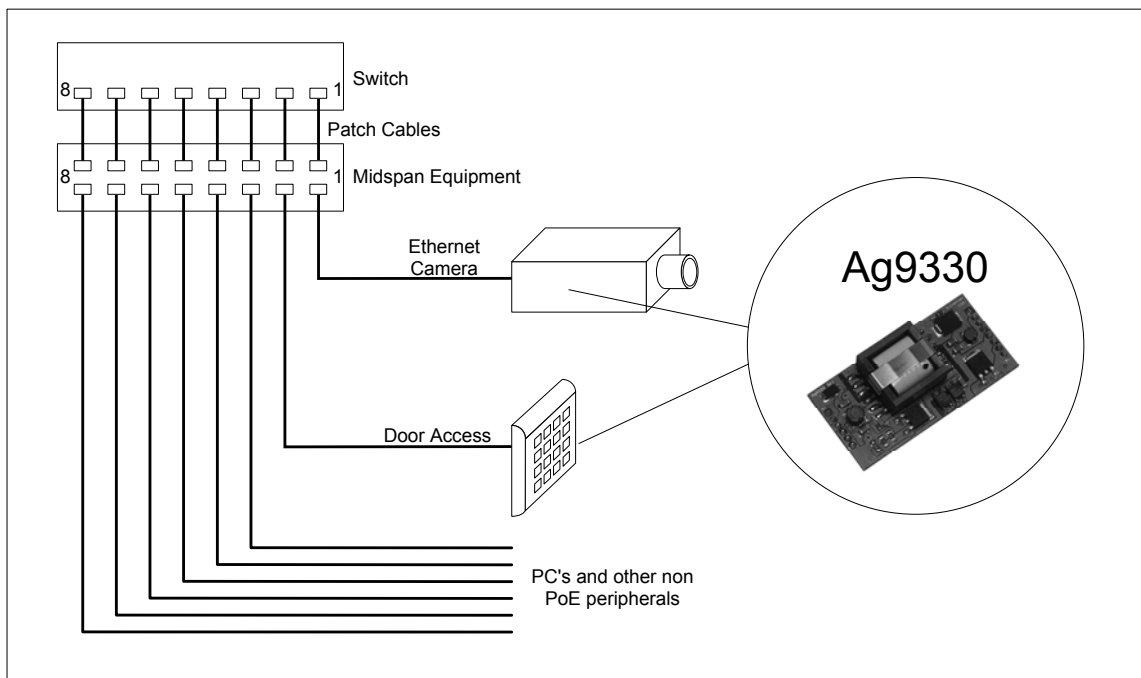 8
1
Switch
Patch Cables
8
1
Midspan Equipment
Ethernet
Camera
Ag9330
Door Access
PC's and other non
PoE peripherals